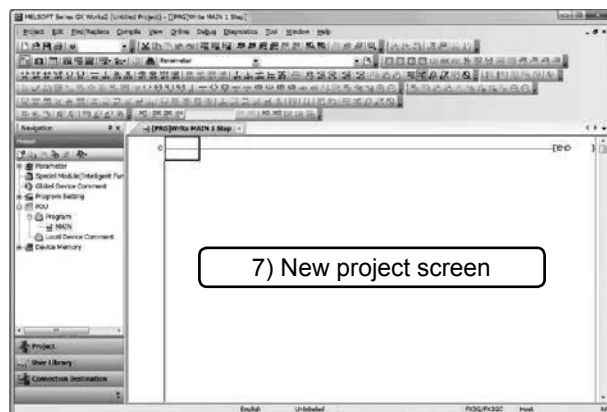 MELSOFT Series GX Works2 (Untitled Project) - [[PRG]Write MAIN 1 Step]
Project Edit Find/Replace Compile View Online Debug Diagnostics Tool Window Help
Parameter
Navigation
[PRG]Write MAIN 1 Step
Project
0
[END ]
Parameter
Special Module(Intelligent Fun
Global Device Comment
Program Setting
POU
Program
MAIN
Local Device Comment
Device Memory
7) New project screen
Project
User Library
Connection Destination
English Unlabeled FX3G/FX3GC Host